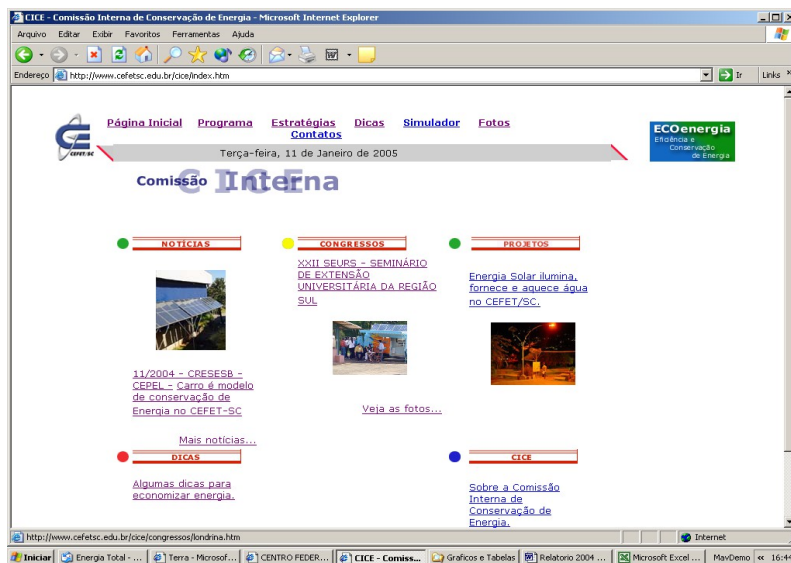 CICE - Comissão Interna de Conservação de Energia - Microsoft Internet Explorer
Arquivo Editar Exibir Favoritos Ferramentas Ajuda
Endereço http://www.cefetsc.edu.br/cice/index.htm Ir Links
CEFET/SC
Página Inicial Programa Estratégias Dicas Simulador Fotos
Contatos
Terça-feira, 11 de Janeiro de 2005
ECOenergia
Eficiência e
Conservação
de Energia
CICE
Comissão Interna
NOTÍCIAS
11/2004 - CRESESB -
CEPEL - Carro é modelo
de conservação de
Energia no CEFET-SC
Mais notícias...
CONGRESSOS
XXII SEURS - SEMINÁRIO
DE EXTENSÃO
UNIVERSITÁRIA DA REGIÃO
SUL
Veja as fotos...
PROJETOS
Energia Solar ilumina,
fornece e aquece água
no CEFET/SC.
DICAS
Algumas dicas para
economizar energia.
CICE
Sobre a Comissão
Interna de
Conservação de
Energia.
http://www.cefetsc.edu.br/cice/congressos/londrina.htm Internet
Iniciar Energia Total - ... Terra - Microsof... CENTRO FEDER... CICE - Comiss... Graficos e Tabelas Relatorio 2004 ... Microsoft Excel ... MavDemo « 16:44